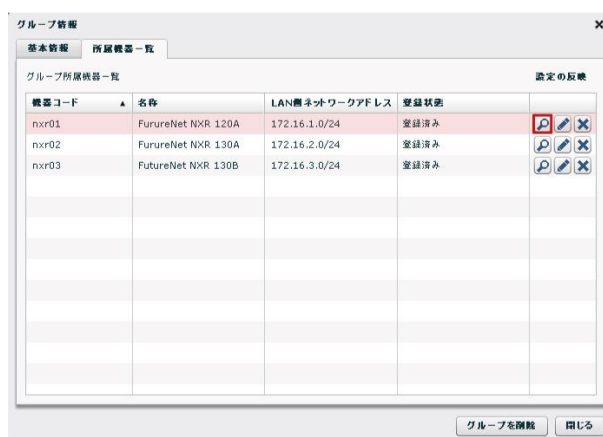 グループ情報
基本情報 所属機器一覧
グループ所属機器一覧 設定の反映
機器コード ▲ 名称 LAN側ネットワークアドレス 登録状態
nxr01 FurureNet NXR 120A 172.16.1.0/24 登録済み
nxr02 FurureNet NXR 130A 172.16.2.0/24 登録済み
nxr03 FutureNet NXR 130B 172.16.3.0/24 登録済み
グループを削除 閉じる